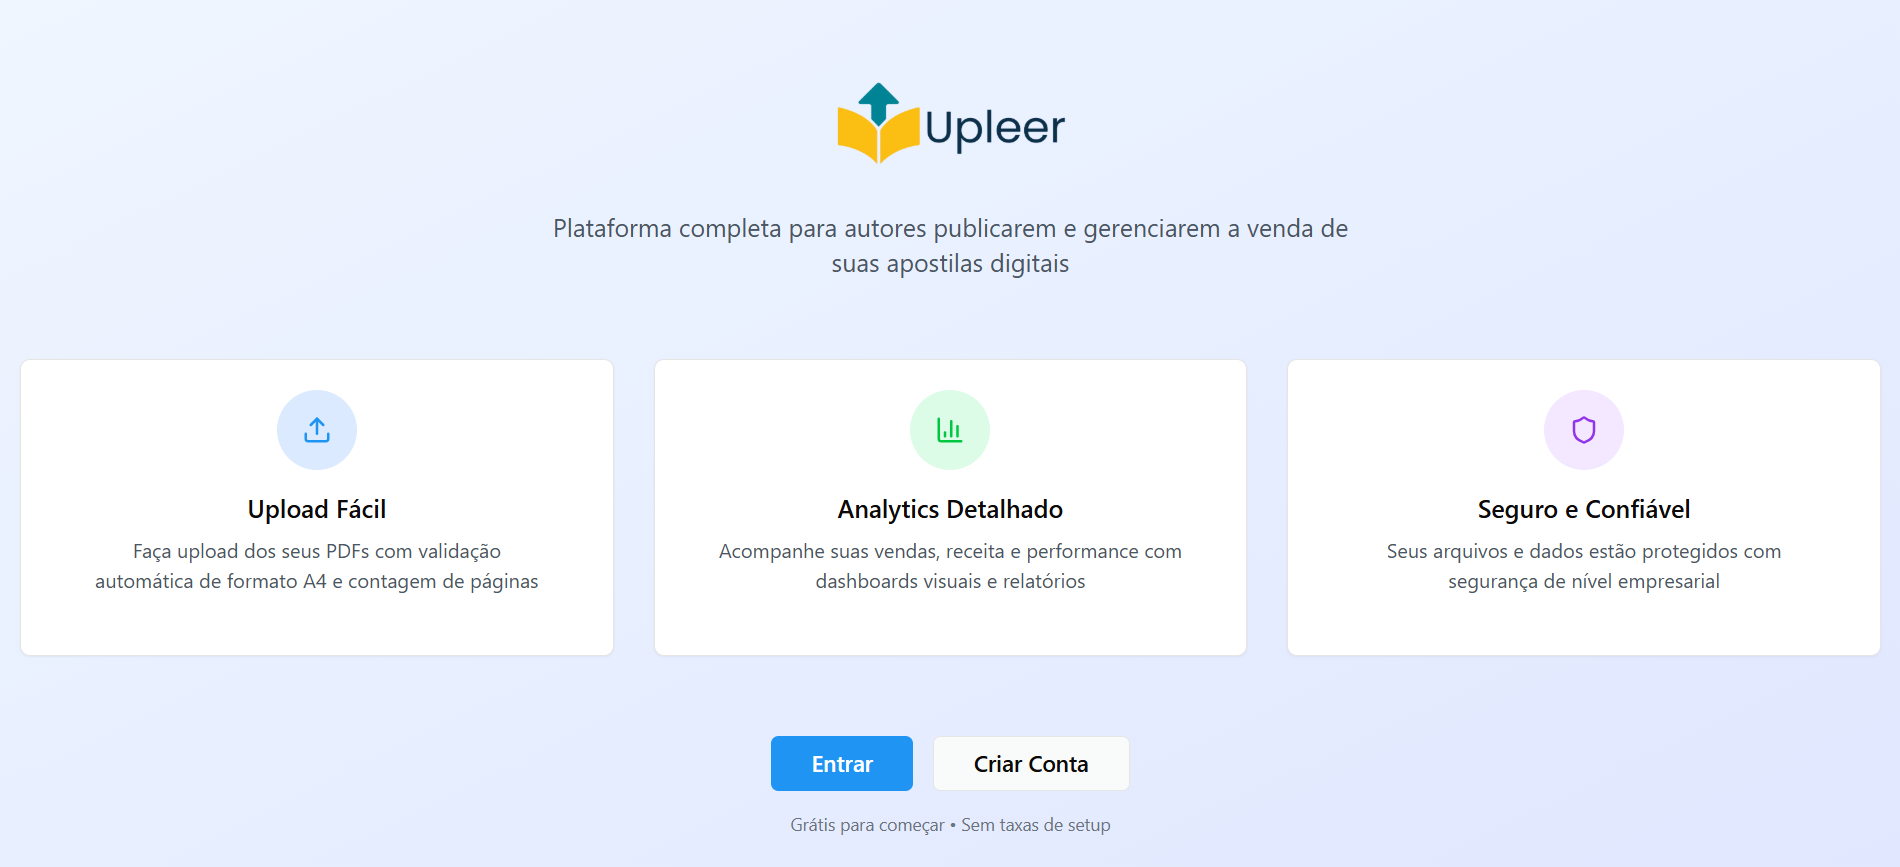 Upleer
Plataforma completa para autores publicarem e gerenciarem a venda de
suas apostilas digitais
Upload Fácil
Faça upload dos seus PDFs com validação
automática de formato A4 e contagem de páginas
Analytics Detalhado
Acompanhe suas vendas, receita e performance com
dashboards visuais e relatórios
Seguro e Confiável
Seus arquivos e dados estão protegidos com
segurança de nível empresarial
Entrar
Criar Conta
Grátis para começar • Sem taxas de setup